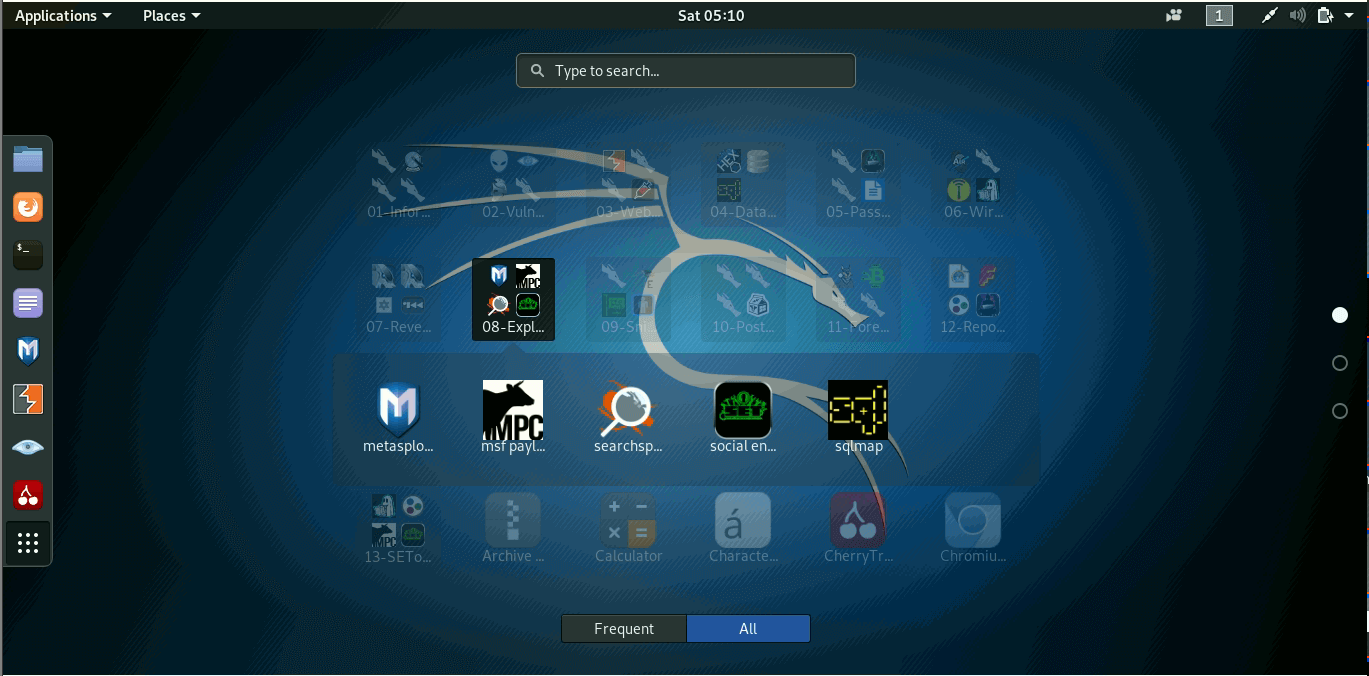 Applications Places Sat 05:10 1
Type to search...
01-Infor... 02-Vuln... 03-Web... 04-Data... 05-Pass... 06-Wir...
07-Reve... 08-Expl... 09-Sni... 10-Post... 11-Fore... 12-Repo...
metasplo... msf payl... searchsp... social en... sqlmap
13-SETo... Archive ... Calculator Characte... CherryTr... Chromiu...
Frequent All